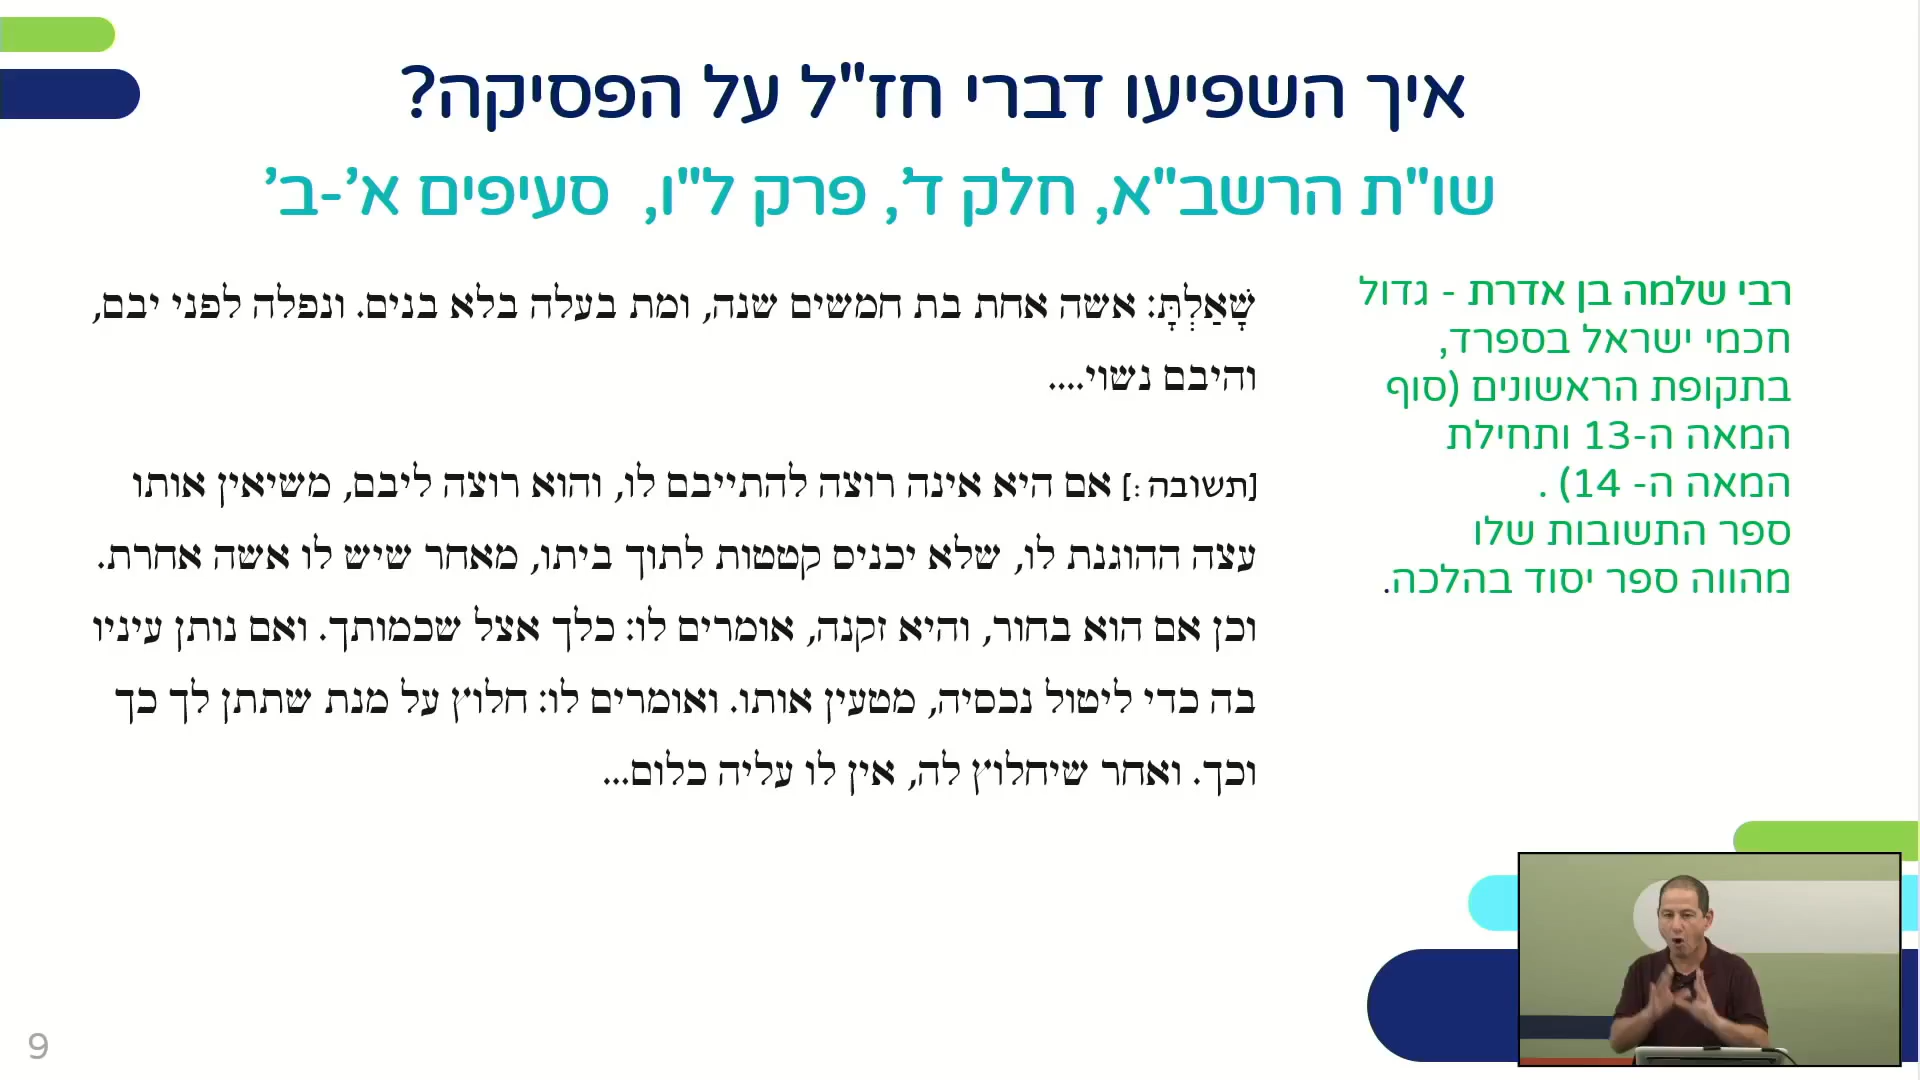 איך השפיעו דברי חז"ל על הפסיקה?
שו"ת הרשב"א, חלק ד', פרק ל"ו, סעיפים א'-ב'
רבי שלמה בן אדרת - גדול
חכמי ישראל בספרד,
בתקופת הראשונים (סוף
המאה ה-13 ותחילת
המאה ה- 14) .
ספר התשובות שלו
מהווה ספר יסוד בהלכה.
שָׁאַלְתָּ: אשה אחת בת חמשים שנה, ומת בעלה בלא בנים. ונפלה לפני יבם,
והיבם נשוי....
[תשובה:] אם היא אינה רוצה להתייבם לו, והוא רוצה ליבם, משיאין אותו
עצה ההוגנת לו, שלא יכניס קטטות לתוך ביתו, מאחר שיש לו אשה אחרת.
וכן אם הוא בחור, והיא זקנה, אומרים לו: כלך אצל שכמותך. ואם נותן עיניו
בה כדי ליטול נכסיה, מטעין אותו. ואומרים לו: חלוץ על מנת שתתן לך כך
וכך. ואחר שיחלוץ לה, אין לו עליה כלום...
9